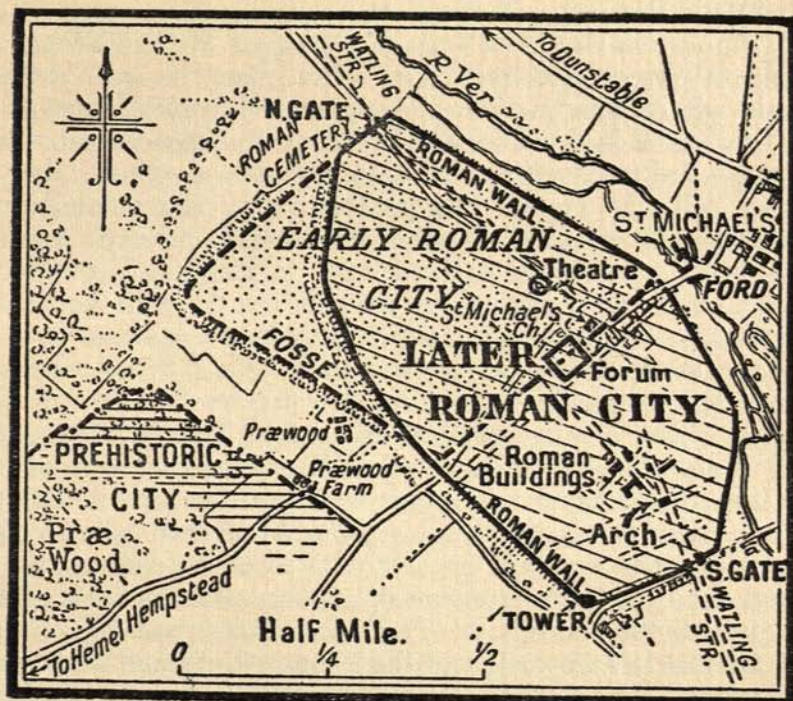 WATLING
STR.
To Dunstable
R. Ver
N. GATE
ROMAN
CEMETERY
ROMAN WALL
ST MICHAEL'S
EARLY ROMAN
CITY
Theatre
FORD
St Michael's
Ch.
FOSSE
LATER
Forum
ROMAN CITY
Præwood
PREHISTORIC
CITY
Præwood
Farm
Roman
Buildings
Arch
Præ
Wood
ROMAN WALL
S. GATE
TOWER
WATLING
STR.
To Hemel Hempstead
Half Mile.
0 1/4 1/2